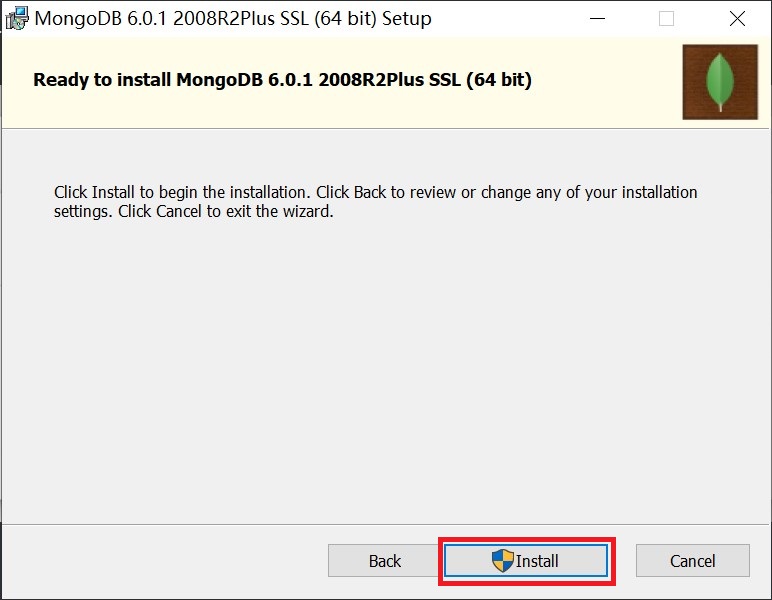 MongoDB 6.0.1 2008R2Plus SSL (64 bit) Setup
Ready to install MongoDB 6.0.1 2008R2Plus SSL (64 bit)
Click Install to begin the installation. Click Back to review or change any of your installation
settings. Click Cancel to exit the wizard.
Back
Install
Cancel